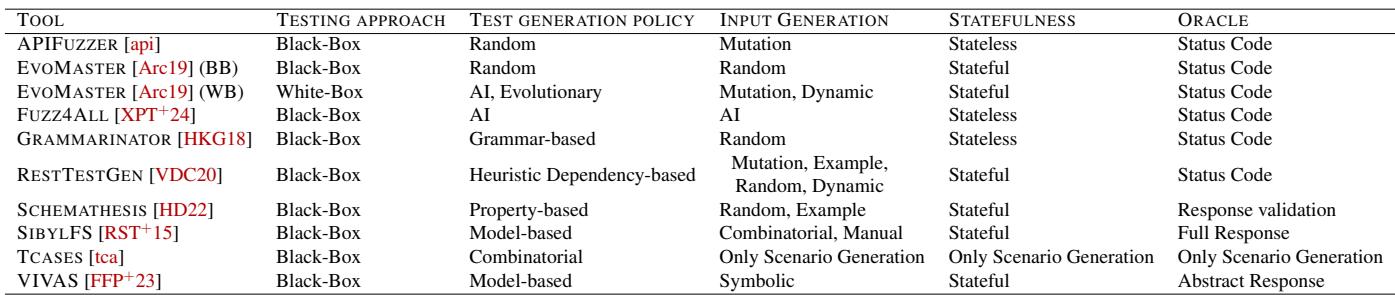 TOOL TESTING APPROACH TEST GENERATION POLICY INPUT GENERATION STATEFULNESS ORACLE
APIFUZZER [api] Black-Box Random Mutation Stateless Status Code
EVOMASTER [Arc19] (BB) Black-Box Random Random Stateful Status Code
EVOMASTER [Arc19] (WB) White-Box AI, Evolutionary Mutation, Dynamic Stateful Status Code
FUZZ4ALL [XPT+24] Black-Box AI AI Stateless Status Code
GRAMMARINATOR [HKG18] Black-Box Grammar-based Random Stateless Status Code
RESTTESTGEN [VDC20] Black-Box Heuristic Dependency-based Mutation, Example, Stateful Status Code
Random, Dynamic
SCHEMATHESIS [HD22] Black-Box Property-based Random, Example Stateful Response validation
SIBYLFS [RST+15] Black-Box Model-based Combinatorial, Manual Stateful Full Response
TCASES [tca] Black-Box Combinatorial Only Scenario Generation Only Scenario Generation Only Scenario Generation
VIVAS [FFP+23] Black-Box Model-based Symbolic Stateful Abstract Response